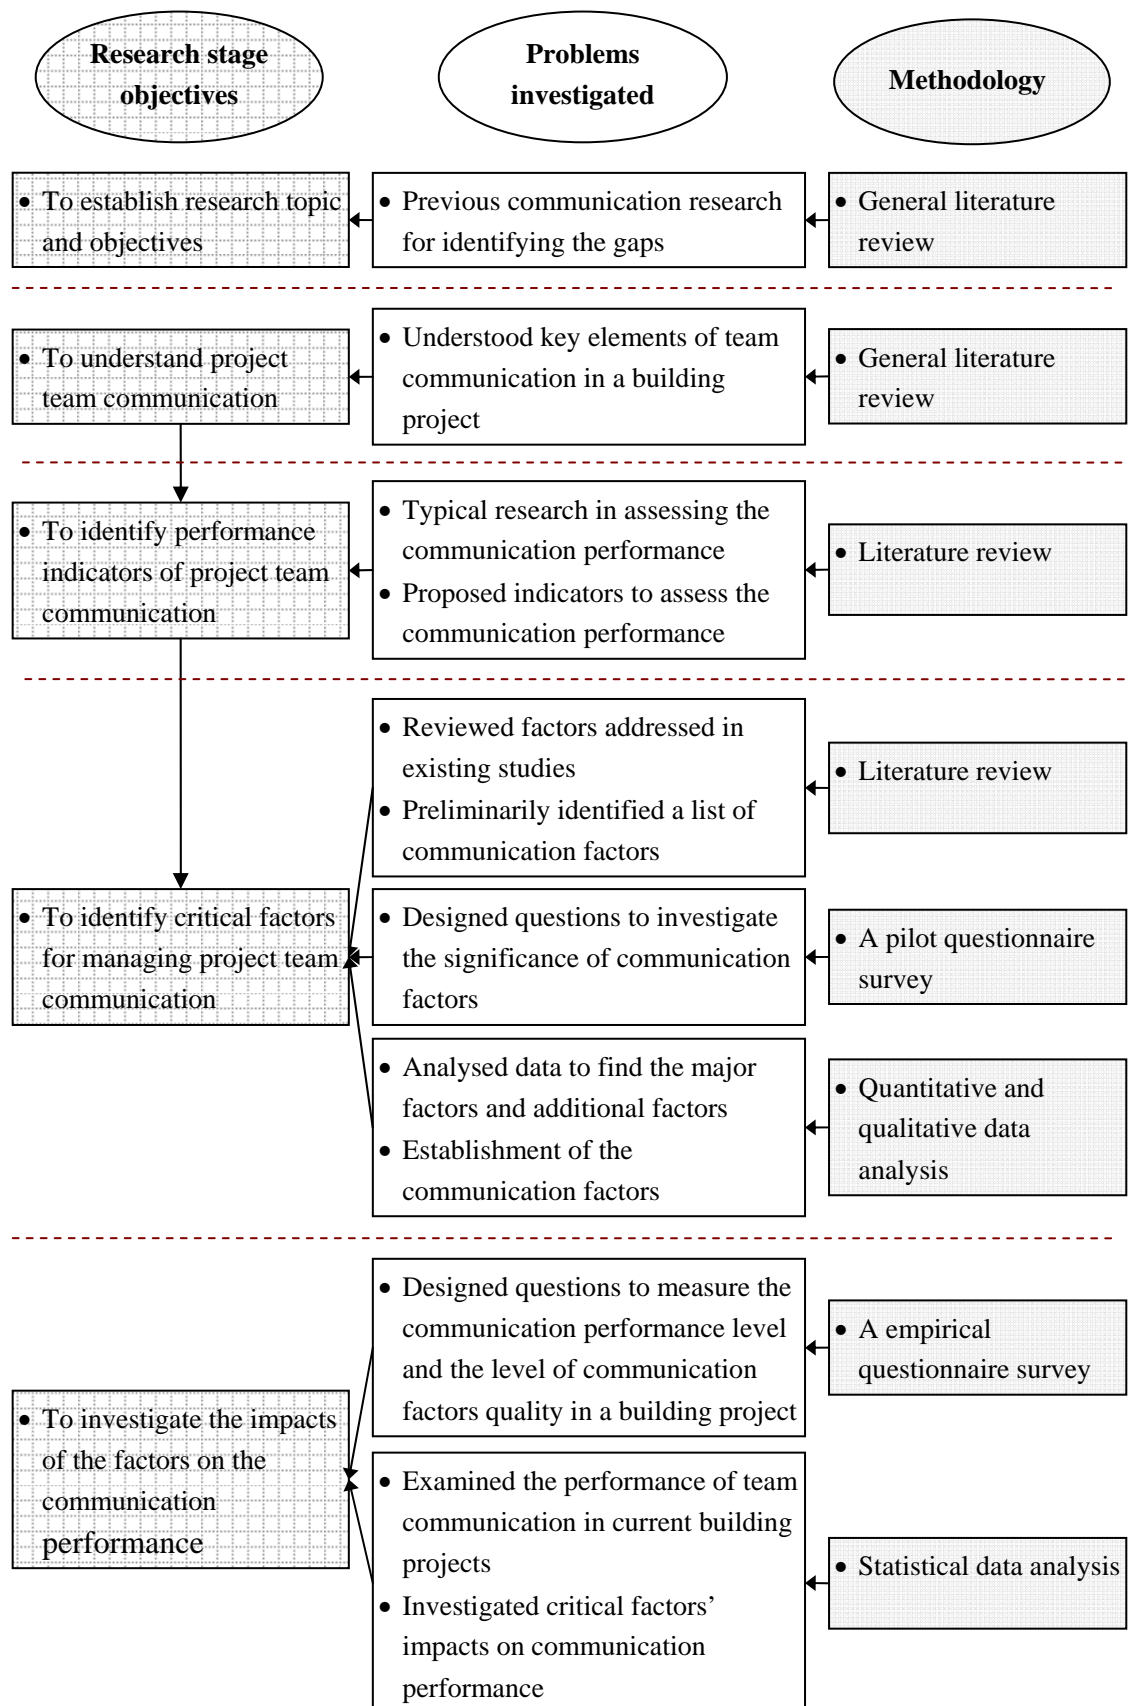 Research stage
objectives
Problems
investigated
Methodology
• To establish research topic
and objectives
• Previous communication research
for identifying the gaps
• General literature
review
• To understand project
team communication
• Understood key elements of team
communication in a building
project
• General literature
review
• To identify performance
indicators of project team
communication
• Typical research in assessing the
communication performance
• Proposed indicators to assess the
communication performance
• Literature review
• To identify critical factors
for managing project team
communication
• Reviewed factors addressed in
existing studies
• Preliminarily identified a list of
communication factors
• Literature review
• Designed questions to investigate
the significance of communication
factors
• A pilot questionnaire
survey
• Analysed data to find the major
factors and additional factors
• Establishment of the
communication factors
• Quantitative and
qualitative data
analysis
• To investigate the impacts
of the factors on the
communication
performance
• Designed questions to measure the
communication performance level
and the level of communication
factors quality in a building project
• A empirical
questionnaire survey
• Examined the performance of team
communication in current building
projects
• Investigated critical factors’
impacts on communication
performance
• Statistical data analysis